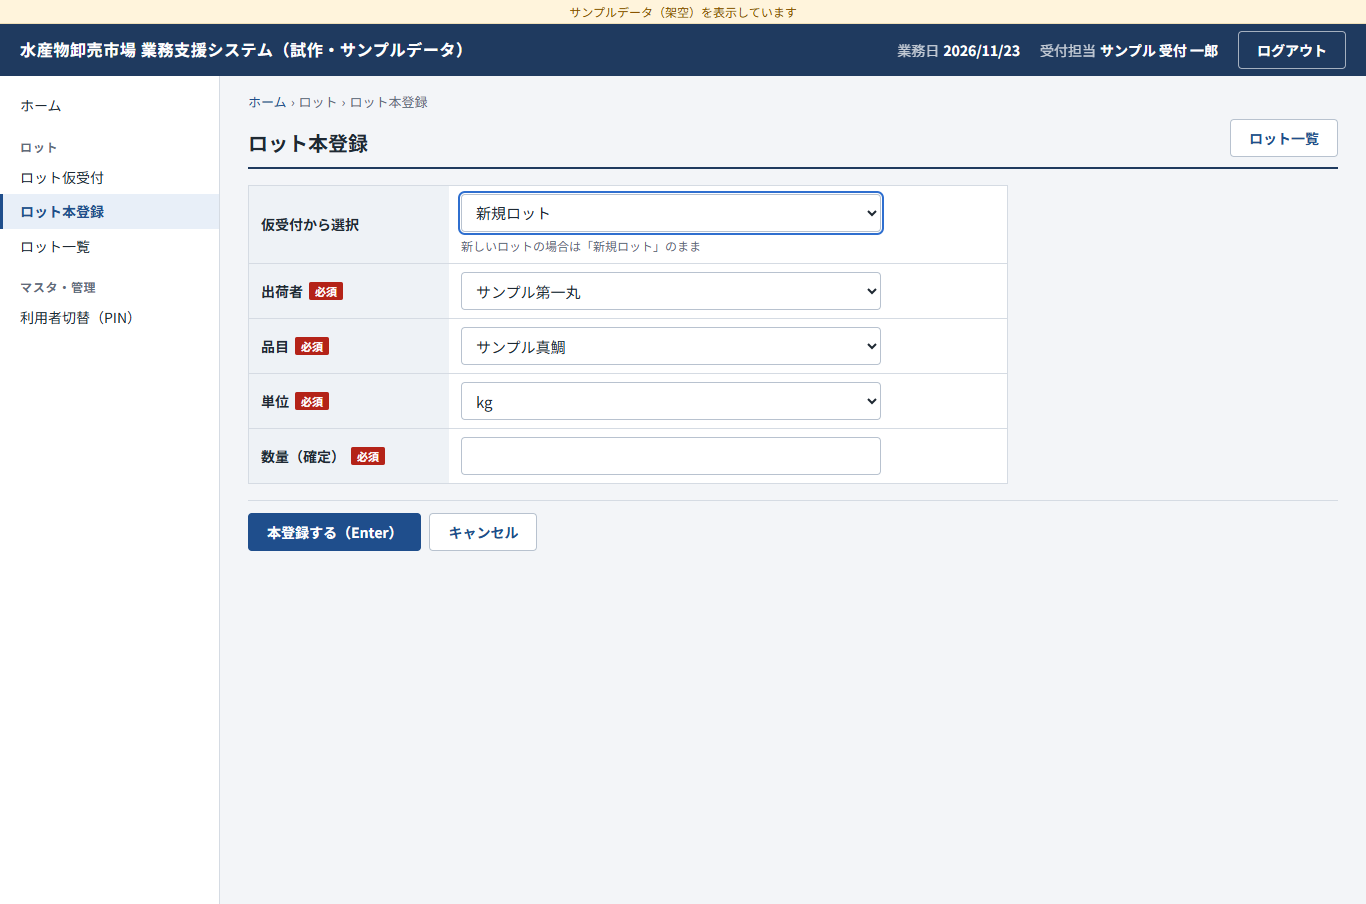 サンプルデータ（架空）を表示しています
水産物卸売市場 業務支援システム（試作・サンプルデータ）
業務日 2026/11/23 受付担当 サンプル 受付 一郎 ログアウト
ホーム
ロット
ロット仮受付
ロット本登録
ロット一覧
マスタ・管理
利用者切替（PIN）
ホーム › ロット › ロット本登録
ロット本登録
ロット一覧
仮受付から選択
新規ロット
新しいロットの場合は「新規ロット」のまま
出荷者 必須
サンプル第一丸
品目 必須
サンプル真鯛
単位 必須
kg
数量（確定） 必須
本登録する（Enter） キャンセル